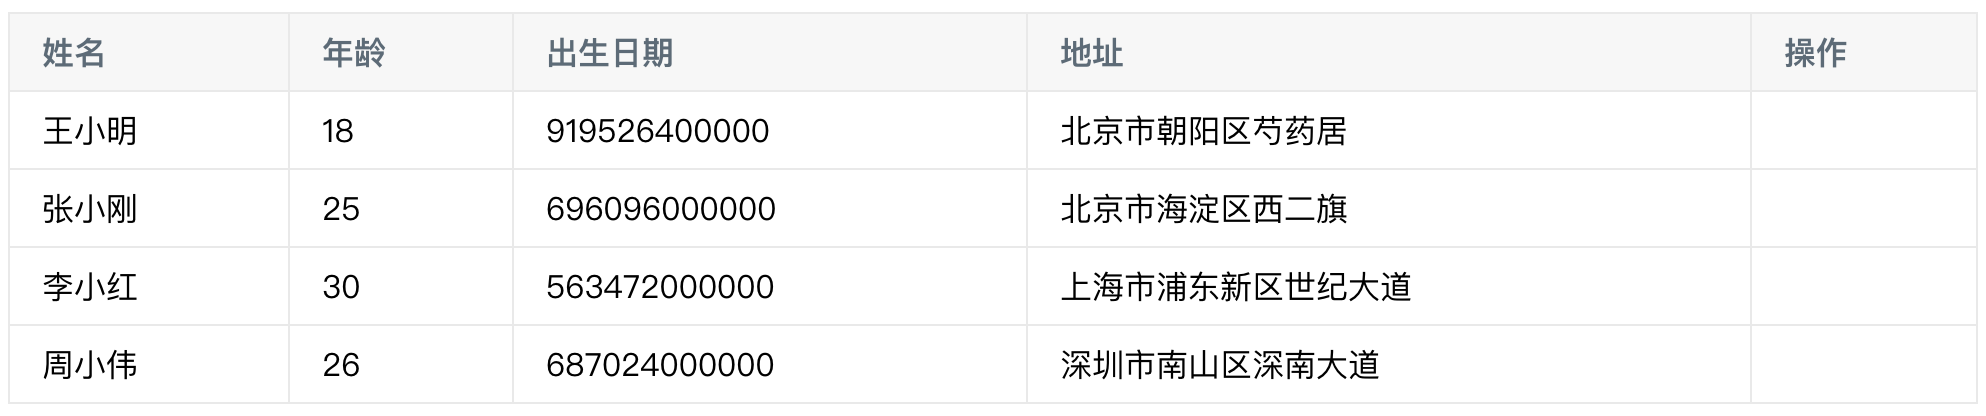 姓名 年龄 出生日期 地址 操作
王小明 18 919526400000 北京市朝阳区芍药居
张小刚 25 696096000000 北京市海淀区西二旗
李小红 30 563472000000 上海市浦东新区世纪大道
周小伟 26 687024000000 深圳市南山区深南大道